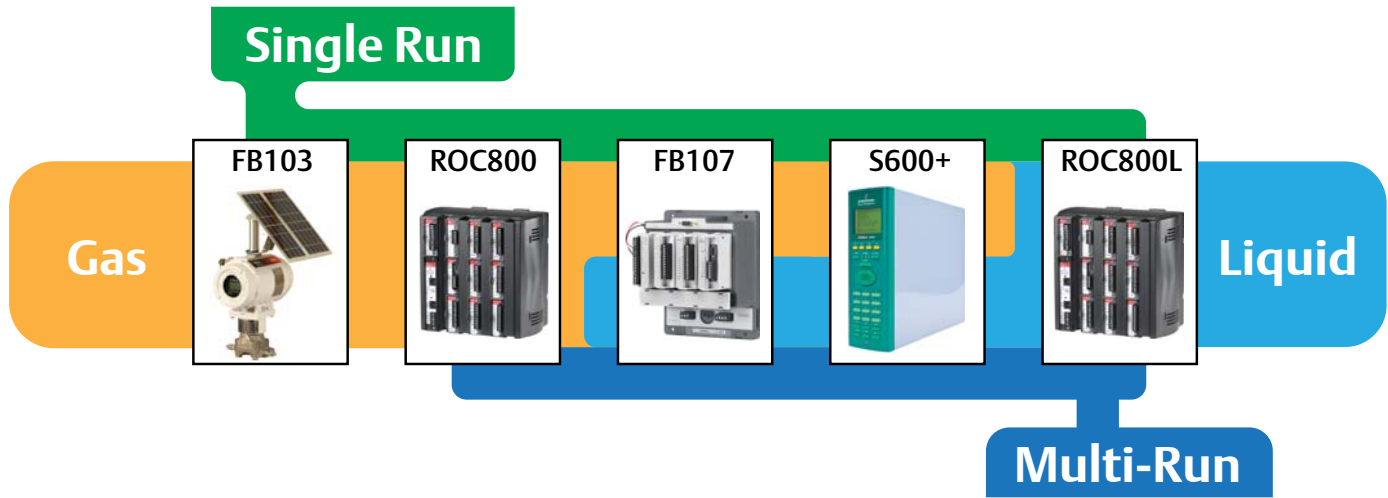 Single Run
FB103
ROC800
FB107
S600+
ROC800L
Gas
Liquid
Multi-Run